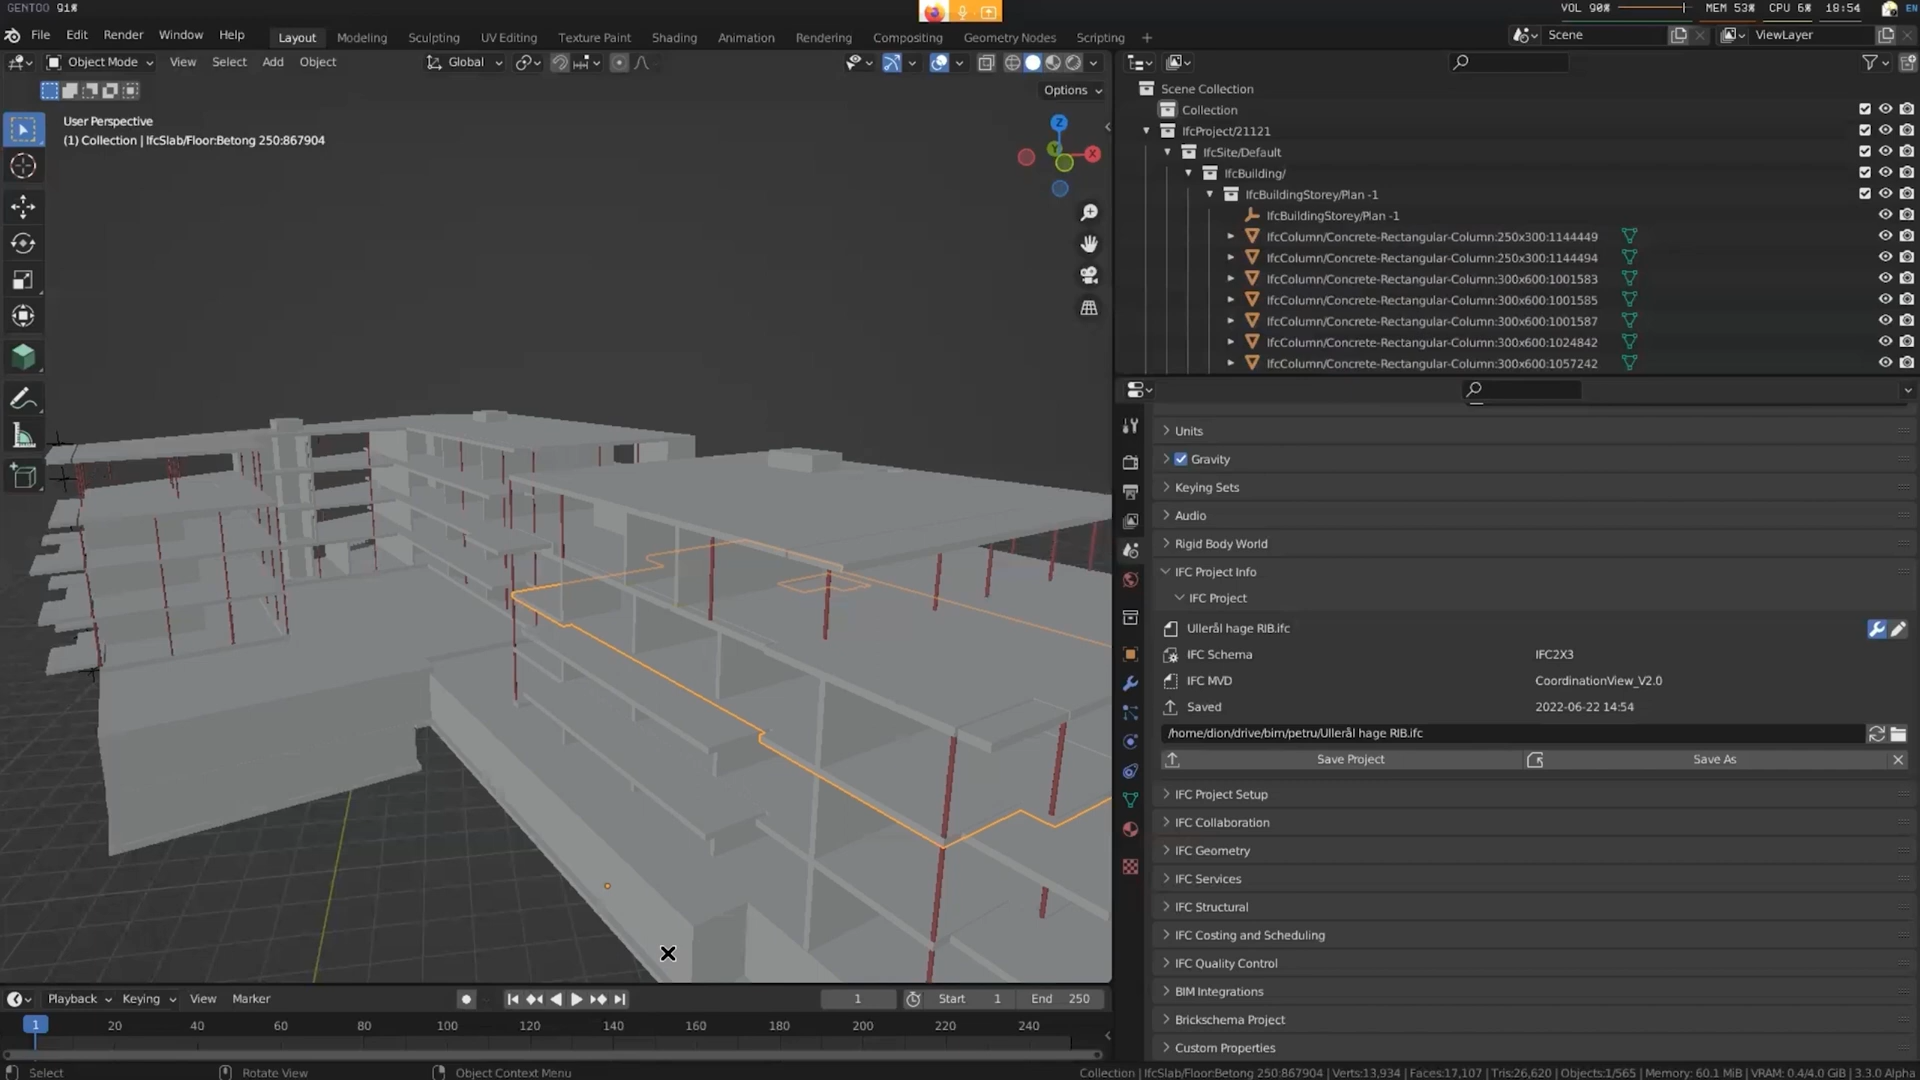 GENTOO 91%
VOL 90%
MEM 53%
CPU 6%
18:54
EN
File Edit Render Window Help
Layout Modeling Sculpting UV Editing Texture Paint Shading Animation Rendering Compositing Geometry Nodes Scripting +
Scene
ViewLayer
Object Mode View Select Add Object
Global
Options
User Perspective
(1) Collection | IfcSlab/Floor:Betong 250:867904
Z
Y
X
Scene Collection
Collection
IfcProject/21121
IfcSite/Default
IfcBuilding/
IfcBuildingStorey/Plan -1
IfcBuildingStorey/Plan -1
IfcColumn/Concrete-Rectangular-Column:250x300:1144449
IfcColumn/Concrete-Rectangular-Column:250x300:1144494
IfcColumn/Concrete-Rectangular-Column:300x600:1001583
IfcColumn/Concrete-Rectangular-Column:300x600:1001585
IfcColumn/Concrete-Rectangular-Column:300x600:1001587
IfcColumn/Concrete-Rectangular-Column:300x600:1024842
IfcColumn/Concrete-Rectangular-Column:300x600:1057242
Units
Gravity
Keying Sets
Audio
Rigid Body World
IFC Project Info
IFC Project
Ullerål hage RIB.ifc
IFC Schema IFC2X3
IFC MVD CoordinationView_V2.0
Saved 2022-06-22 14:54
/home/dion/drive/bim/petru/Ullerål hage RIB.ifc
Save Project
Save As
IFC Project Setup
IFC Collaboration
IFC Geometry
IFC Services
IFC Structural
IFC Costing and Scheduling
IFC Quality Control
BIM Integrations
Brickschema Project
Custom Properties
Playback Keying View Marker
1
Start 1
End 250
1 20 40 60 80 100 120 140 160 180 200 220 240
Select
Rotate View
Object Context Menu
Collection | IfcSlab/Floor:Betong 250:867904 | Verts:13,934 | Faces:17,107 | Tris:26,620 | Objects:1/565 | Memory: 60.1 MiB | VRAM: 0.4/4.0 GiB | 3.3.0 Alpha